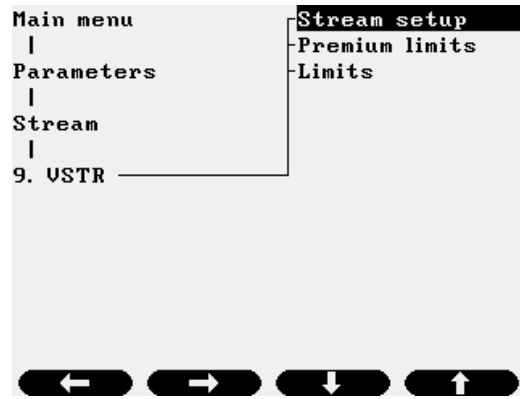 Main menu
Parameters
Stream
9. VSTR
Stream setup
Premium limits
Limits